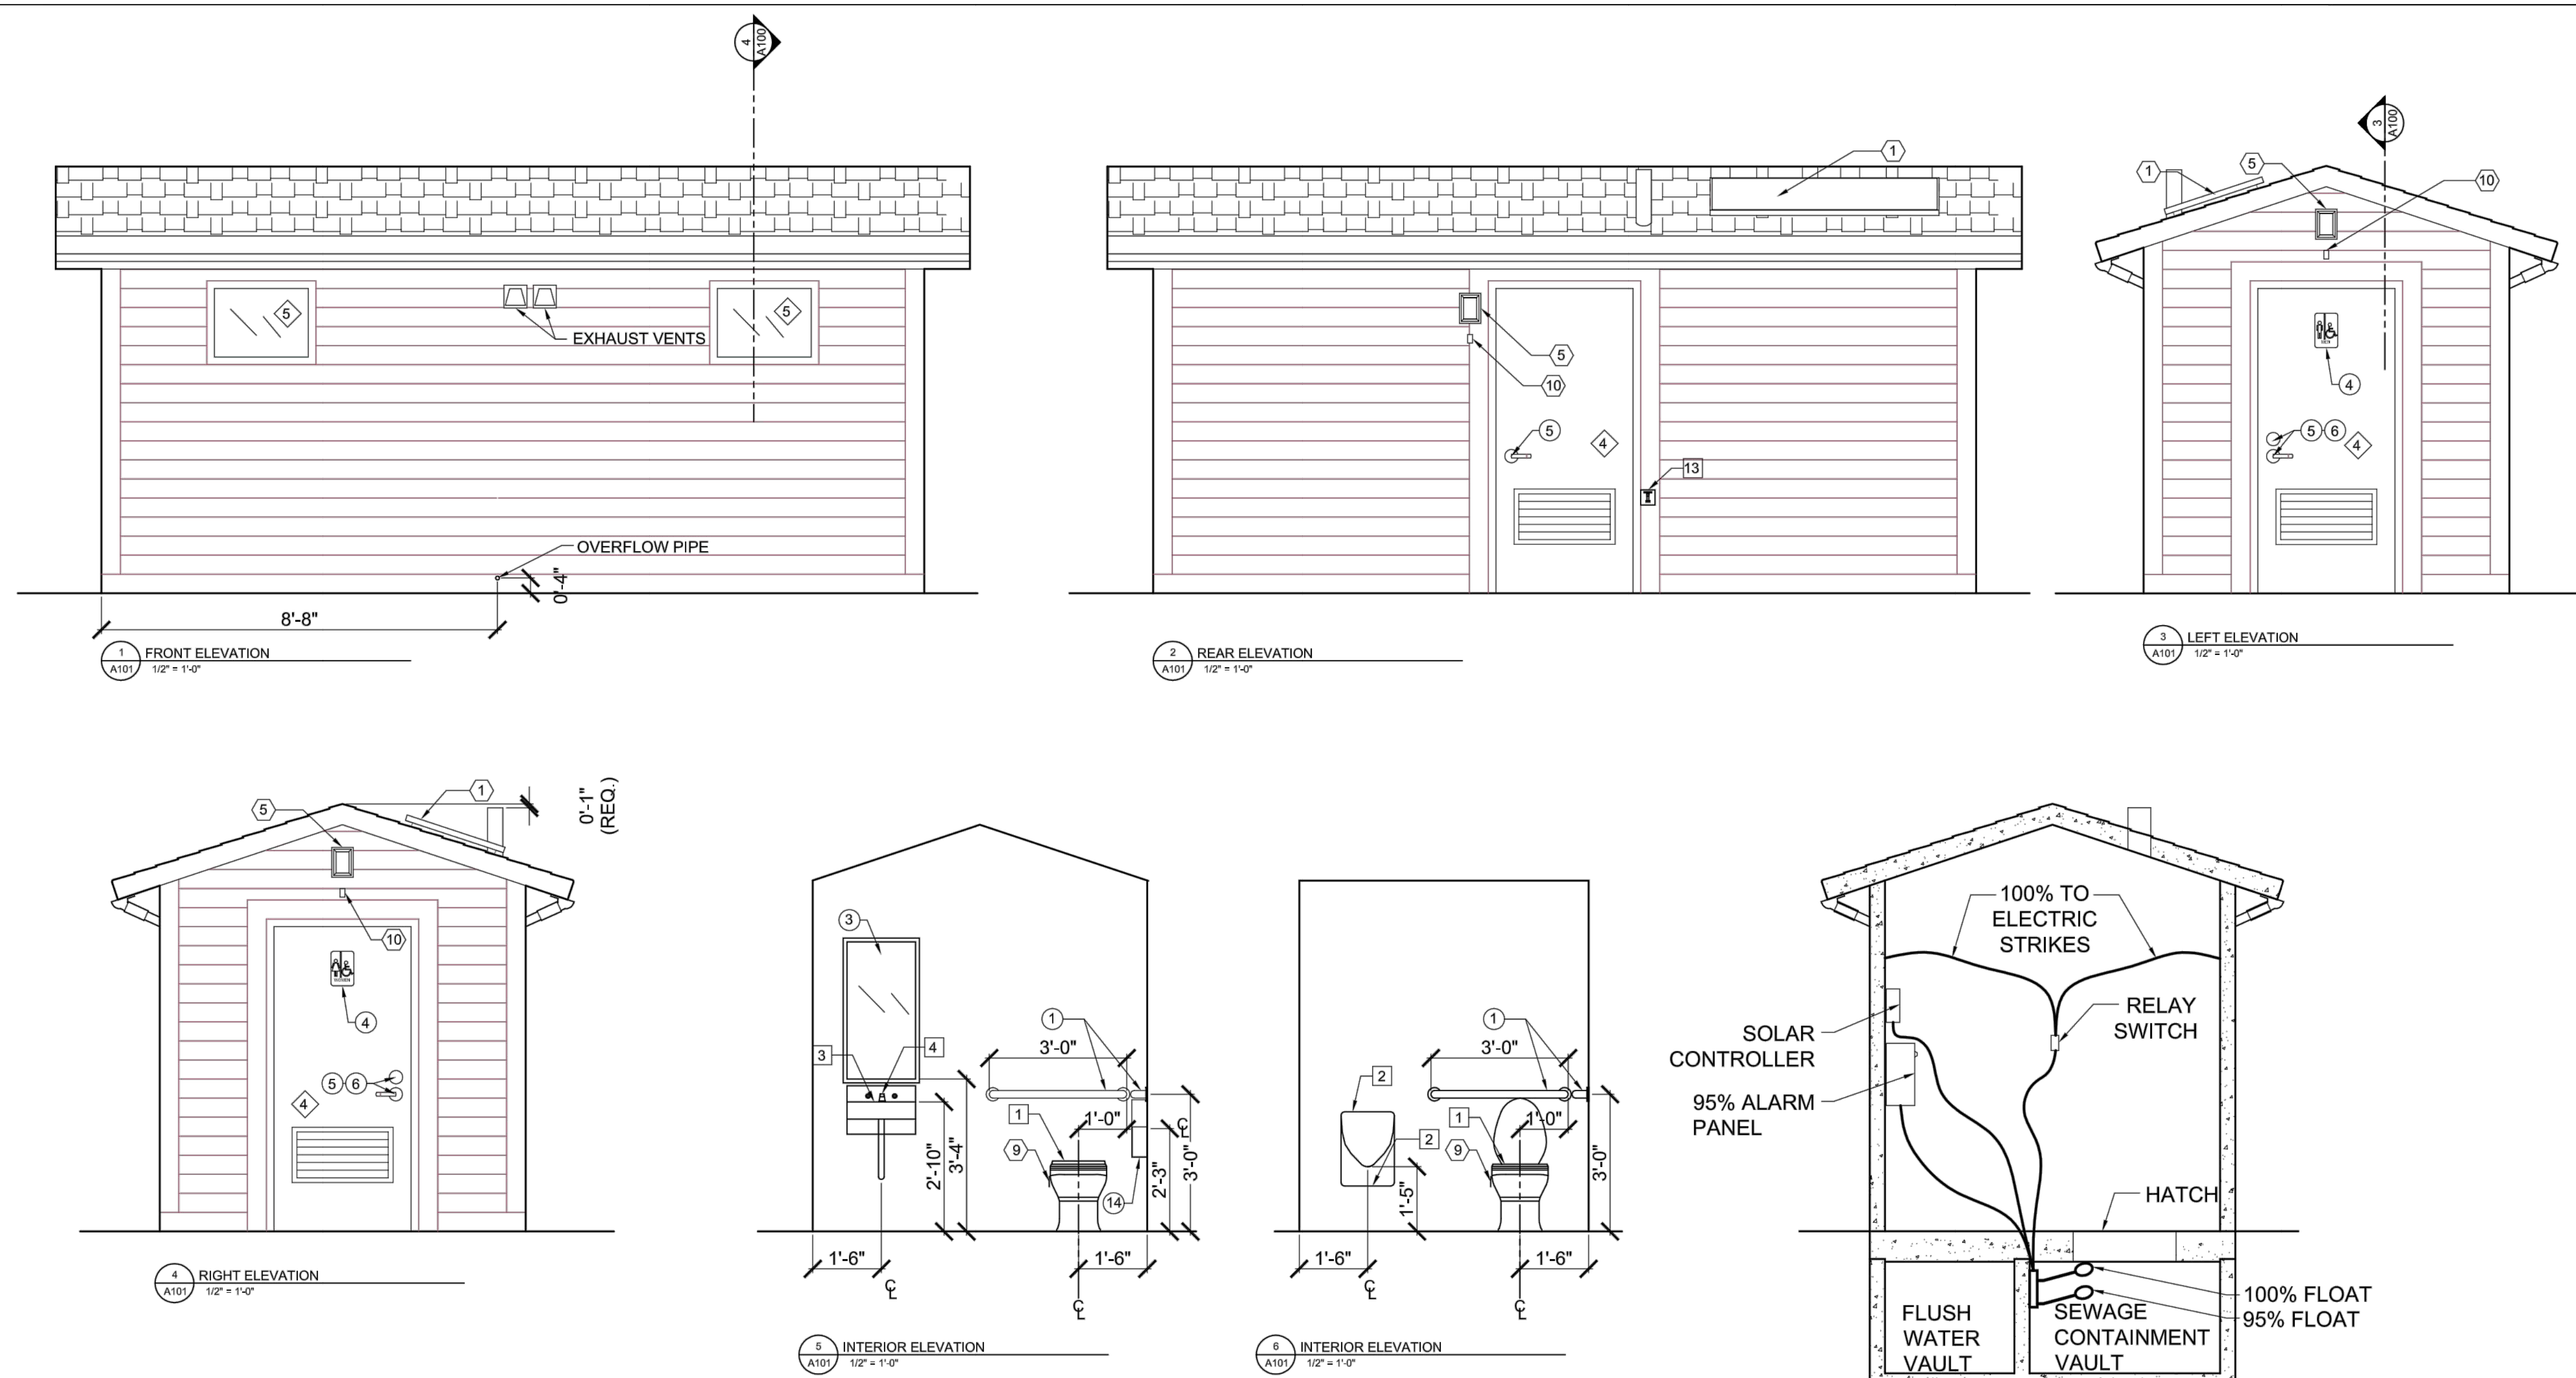 4
A100
5
5
EXHAUST VENTS
OVERFLOW PIPE
0'-4"
8'-8"
1
A101
FRONT ELEVATION
1/2" = 1'-0"
1
5
10
5
4
13
2
A101
REAR ELEVATION
1/2" = 1'-0"
3
A100
1
5
10
4
5
6
4
3
A101
LEFT ELEVATION
1/2" = 1'-0"
0'-1"
(REQ.)
1
5
10
4
5
6
4
4
A101
RIGHT ELEVATION
1/2" = 1'-0"
3
3
4
1
3'-0"
1
1'-0"
9
14
2'-10"
3'-4"
2'-3"
3'-0"
℄
1'-6"
℄
1'-6"
℄
5
A101
INTERIOR ELEVATION
1/2" = 1'-0"
1
3'-0"
2
1
1'-0"
2
9
1'-5"
3'-0"
1'-6"
℄
1'-6"
℄
6
A101
INTERIOR ELEVATION
1/2" = 1'-0"
100% TO
ELECTRIC
STRIKES
RELAY
SWITCH
SOLAR
CONTROLLER
95% ALARM
PANEL
HATCH
100% FLOAT
95% FLOAT
FLUSH
WATER
VAULT
SEWAGE
CONTAINMENT
VAULT